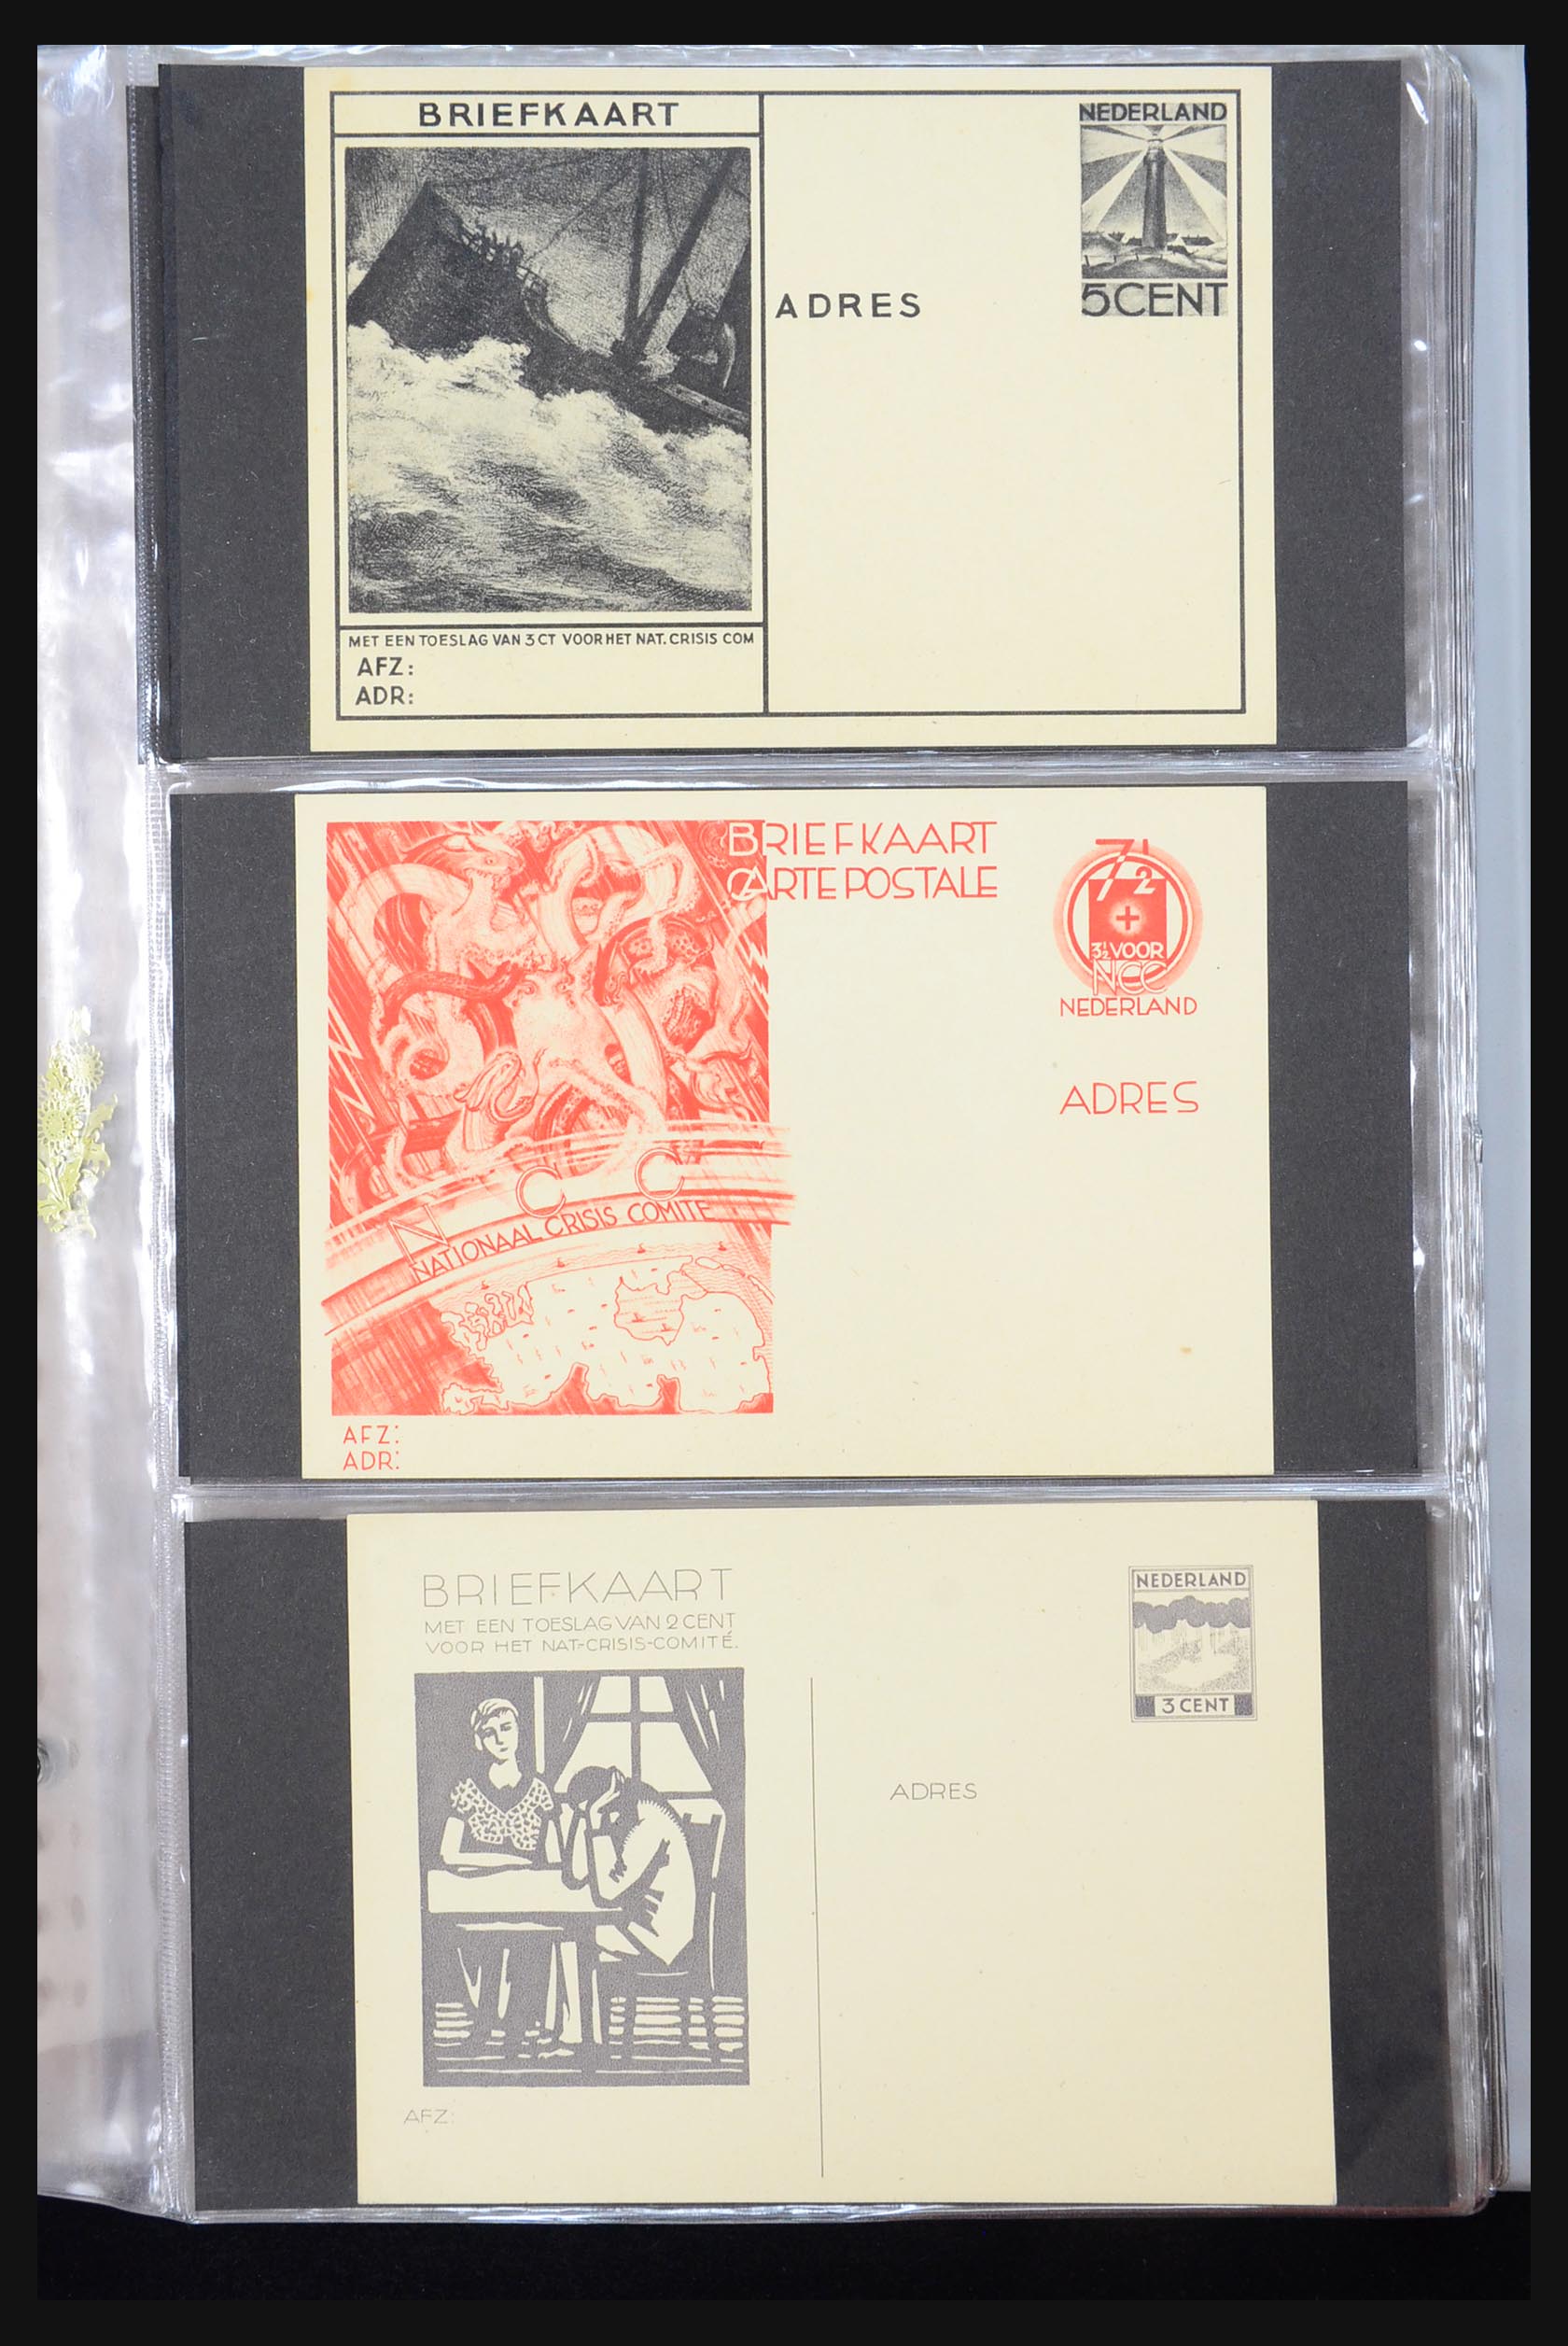 BRIEFKAART
NEDERLAND
5CENT
ADRES
MET EEN TOESLAG VAN 3 CT VOOR HET NAT. CRISIS COM
AFZ:
ADR:
BRIEFKAART
CARTE POSTALE
7½
+
3½ VOOR
NCC
NEDERLAND
ADRES
N C C
NATIONAAL CRISIS COMITE
AFZ:
ADR:
BRIEFKAART
MET EEN TOESLAG VAN 2 CENT
VOOR HET NAT-CRISIS-COMITÉ.
NEDERLAND
3 CENT
ADRES
AFZ: